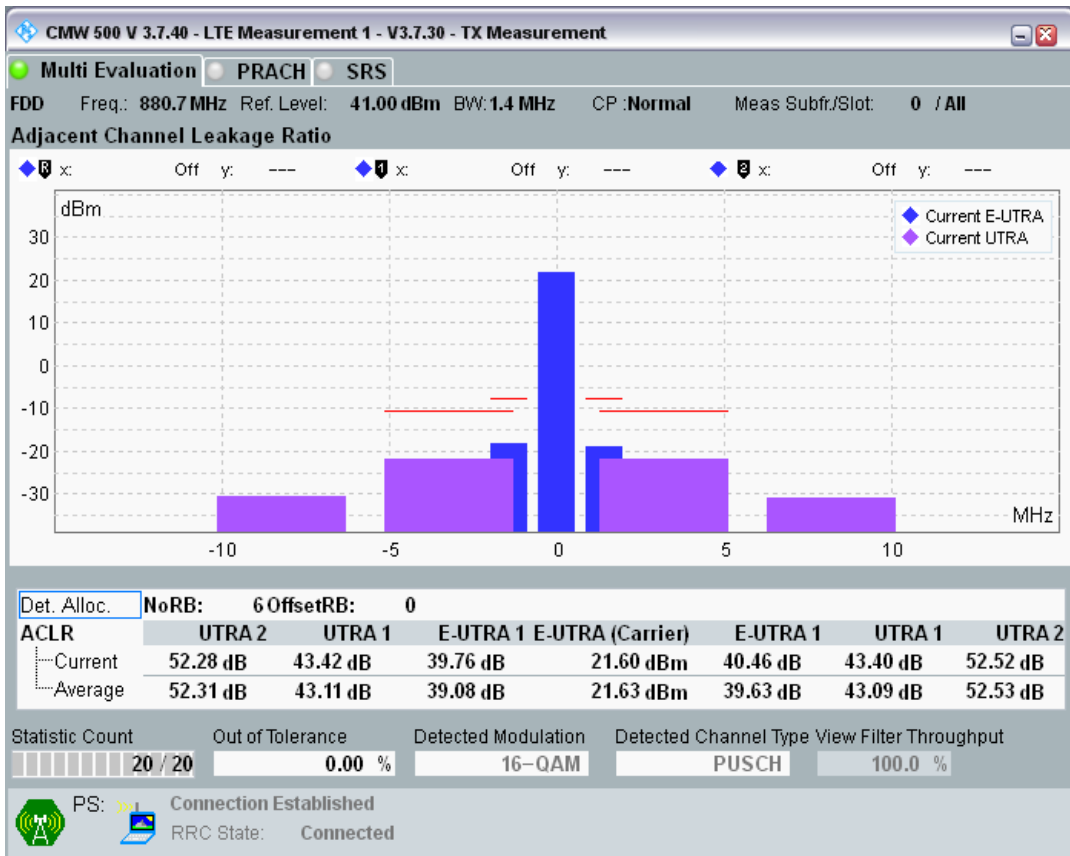 CMW 500 V 3.7.40 - LTE Measurement 1 - V3.7.30 - TX Measurement
Multi Evaluation PRACH SRS
FDD Freq.: 880.7 MHz Ref. Level: 41.00 dBm BW: 1.4 MHz CP :Normal Meas Subfr./Slot: 0 / All
Adjacent Channel Leakage Ratio
R x: Off y: --- 1 x: Off y: --- 2 x: Off y: ---
dBm
Current E-UTRA
Current UTRA
30
20
10
0
-10
-20
-30
MHz
-10 -5 0 5 10
Det. Alloc. NoRB: 6 OffsetRB: 0
ACLR UTRA 2 UTRA 1 E-UTRA 1 E-UTRA (Carrier) E-UTRA 1 UTRA 1 UTRA 2
Current 52.28 dB 43.42 dB 39.76 dB 21.60 dBm 40.46 dB 43.40 dB 52.52 dB
Average 52.31 dB 43.11 dB 39.08 dB 21.63 dBm 39.63 dB 43.09 dB 52.53 dB
Statistic Count Out of Tolerance Detected Modulation Detected Channel Type View Filter Throughput
20 / 20 0.00 % 16-QAM PUSCH 100.0 %
PS: Connection Established
RRC State: Connected